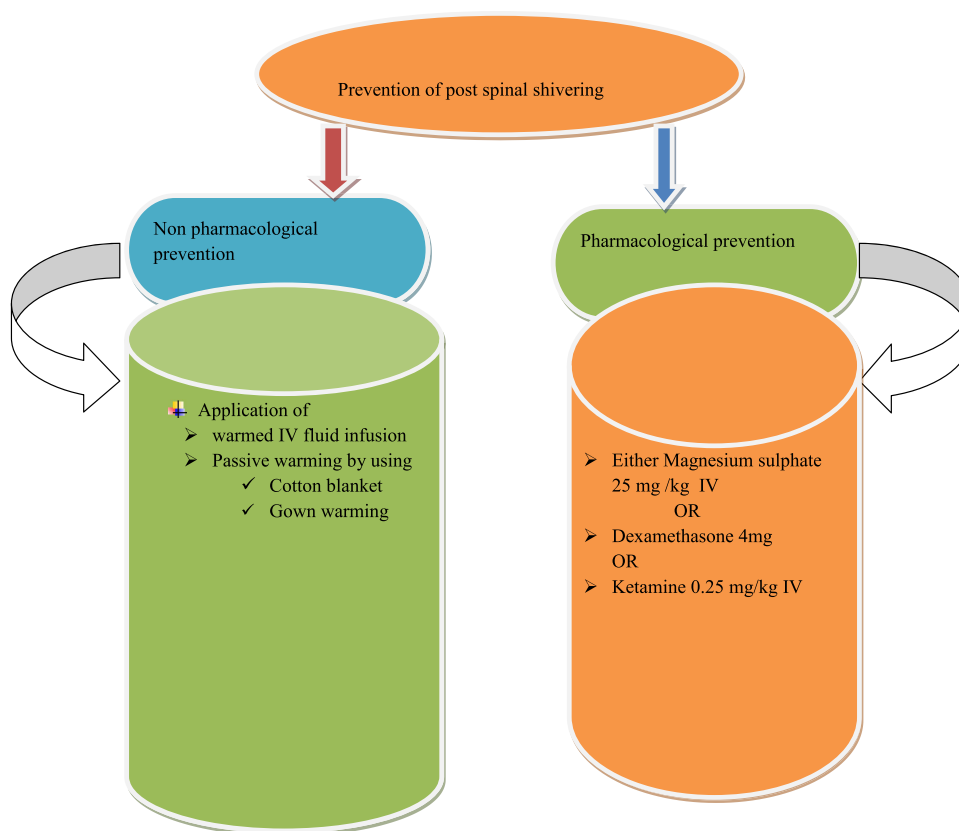 Prevention of post spinal shivering
Non pharmacological
prevention
Application of
warmed IV fluid infusion
Passive warming by using
Cotton blanket
Gown warming
Pharmacological prevention
Either Magnesium sulphate
25 mg /kg IV
OR
Dexamethasone 4mg
OR
Ketamine 0.25 mg/kg IV